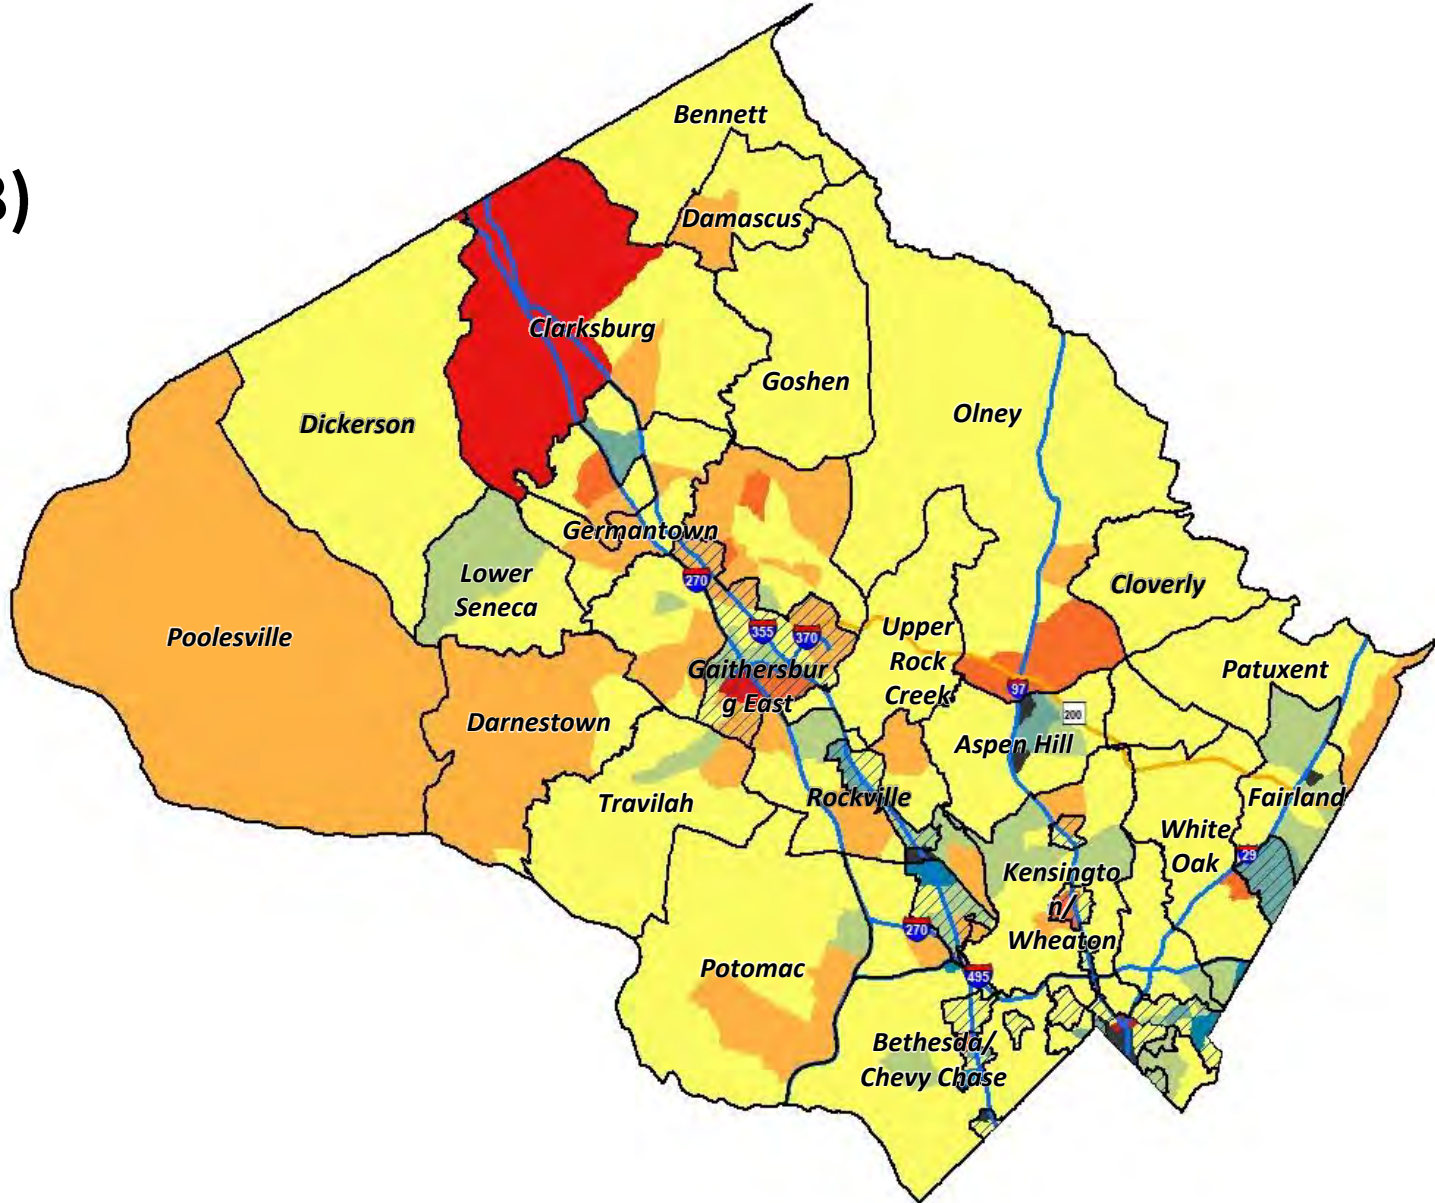 3)
Bennett
Damascus
Clarksburg
Goshen
Dickerson
Olney
Germantown
Lower
Seneca
270
Cloverly
Poolesville
355
370
Upper
Rock
Creek
Gaithersbur
g East
Patuxent
97
200
Darnestown
Aspen Hill
Travilah
Rockville
Fairland
White
Oak
29
Kensingto
n/
Wheaton
270
Potomac
495
Bethesda/
Chevy Chase